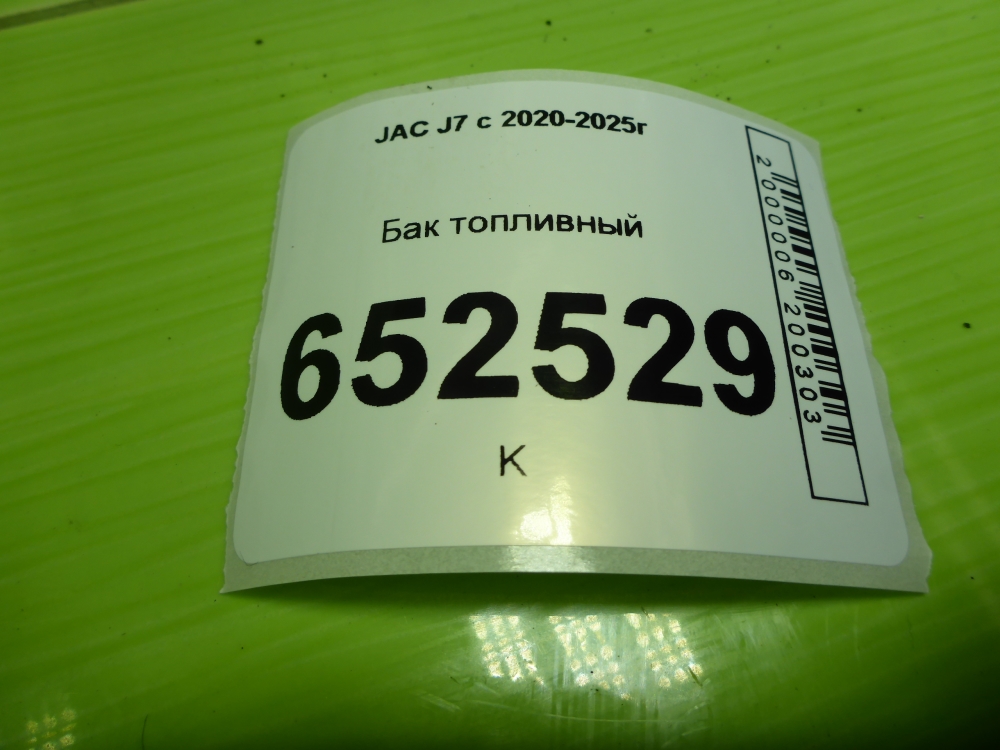 JAC J7 с 2020-2025г
Бак топливный
652529
К
2000006200303